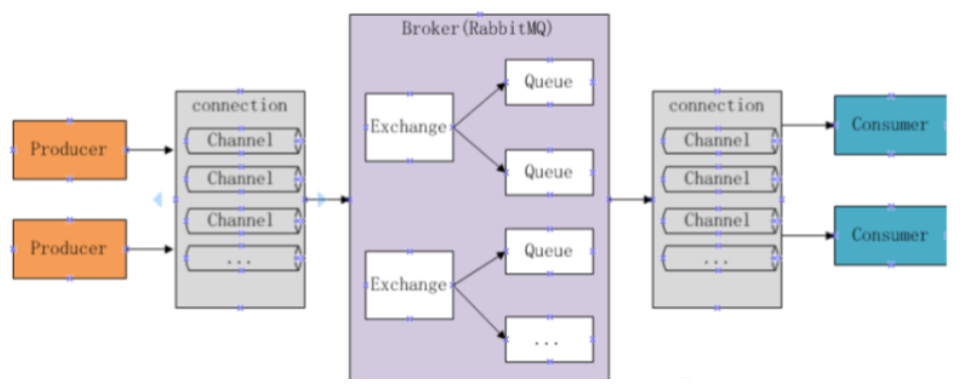 Producer
Producer
connection
Channel
Channel
Channel
...
Broker(RabbitMQ)
Exchange
Queue
Queue
Exchange
Queue
...
connection
Channel
Channel
Channel
...
Consumer
Consumer